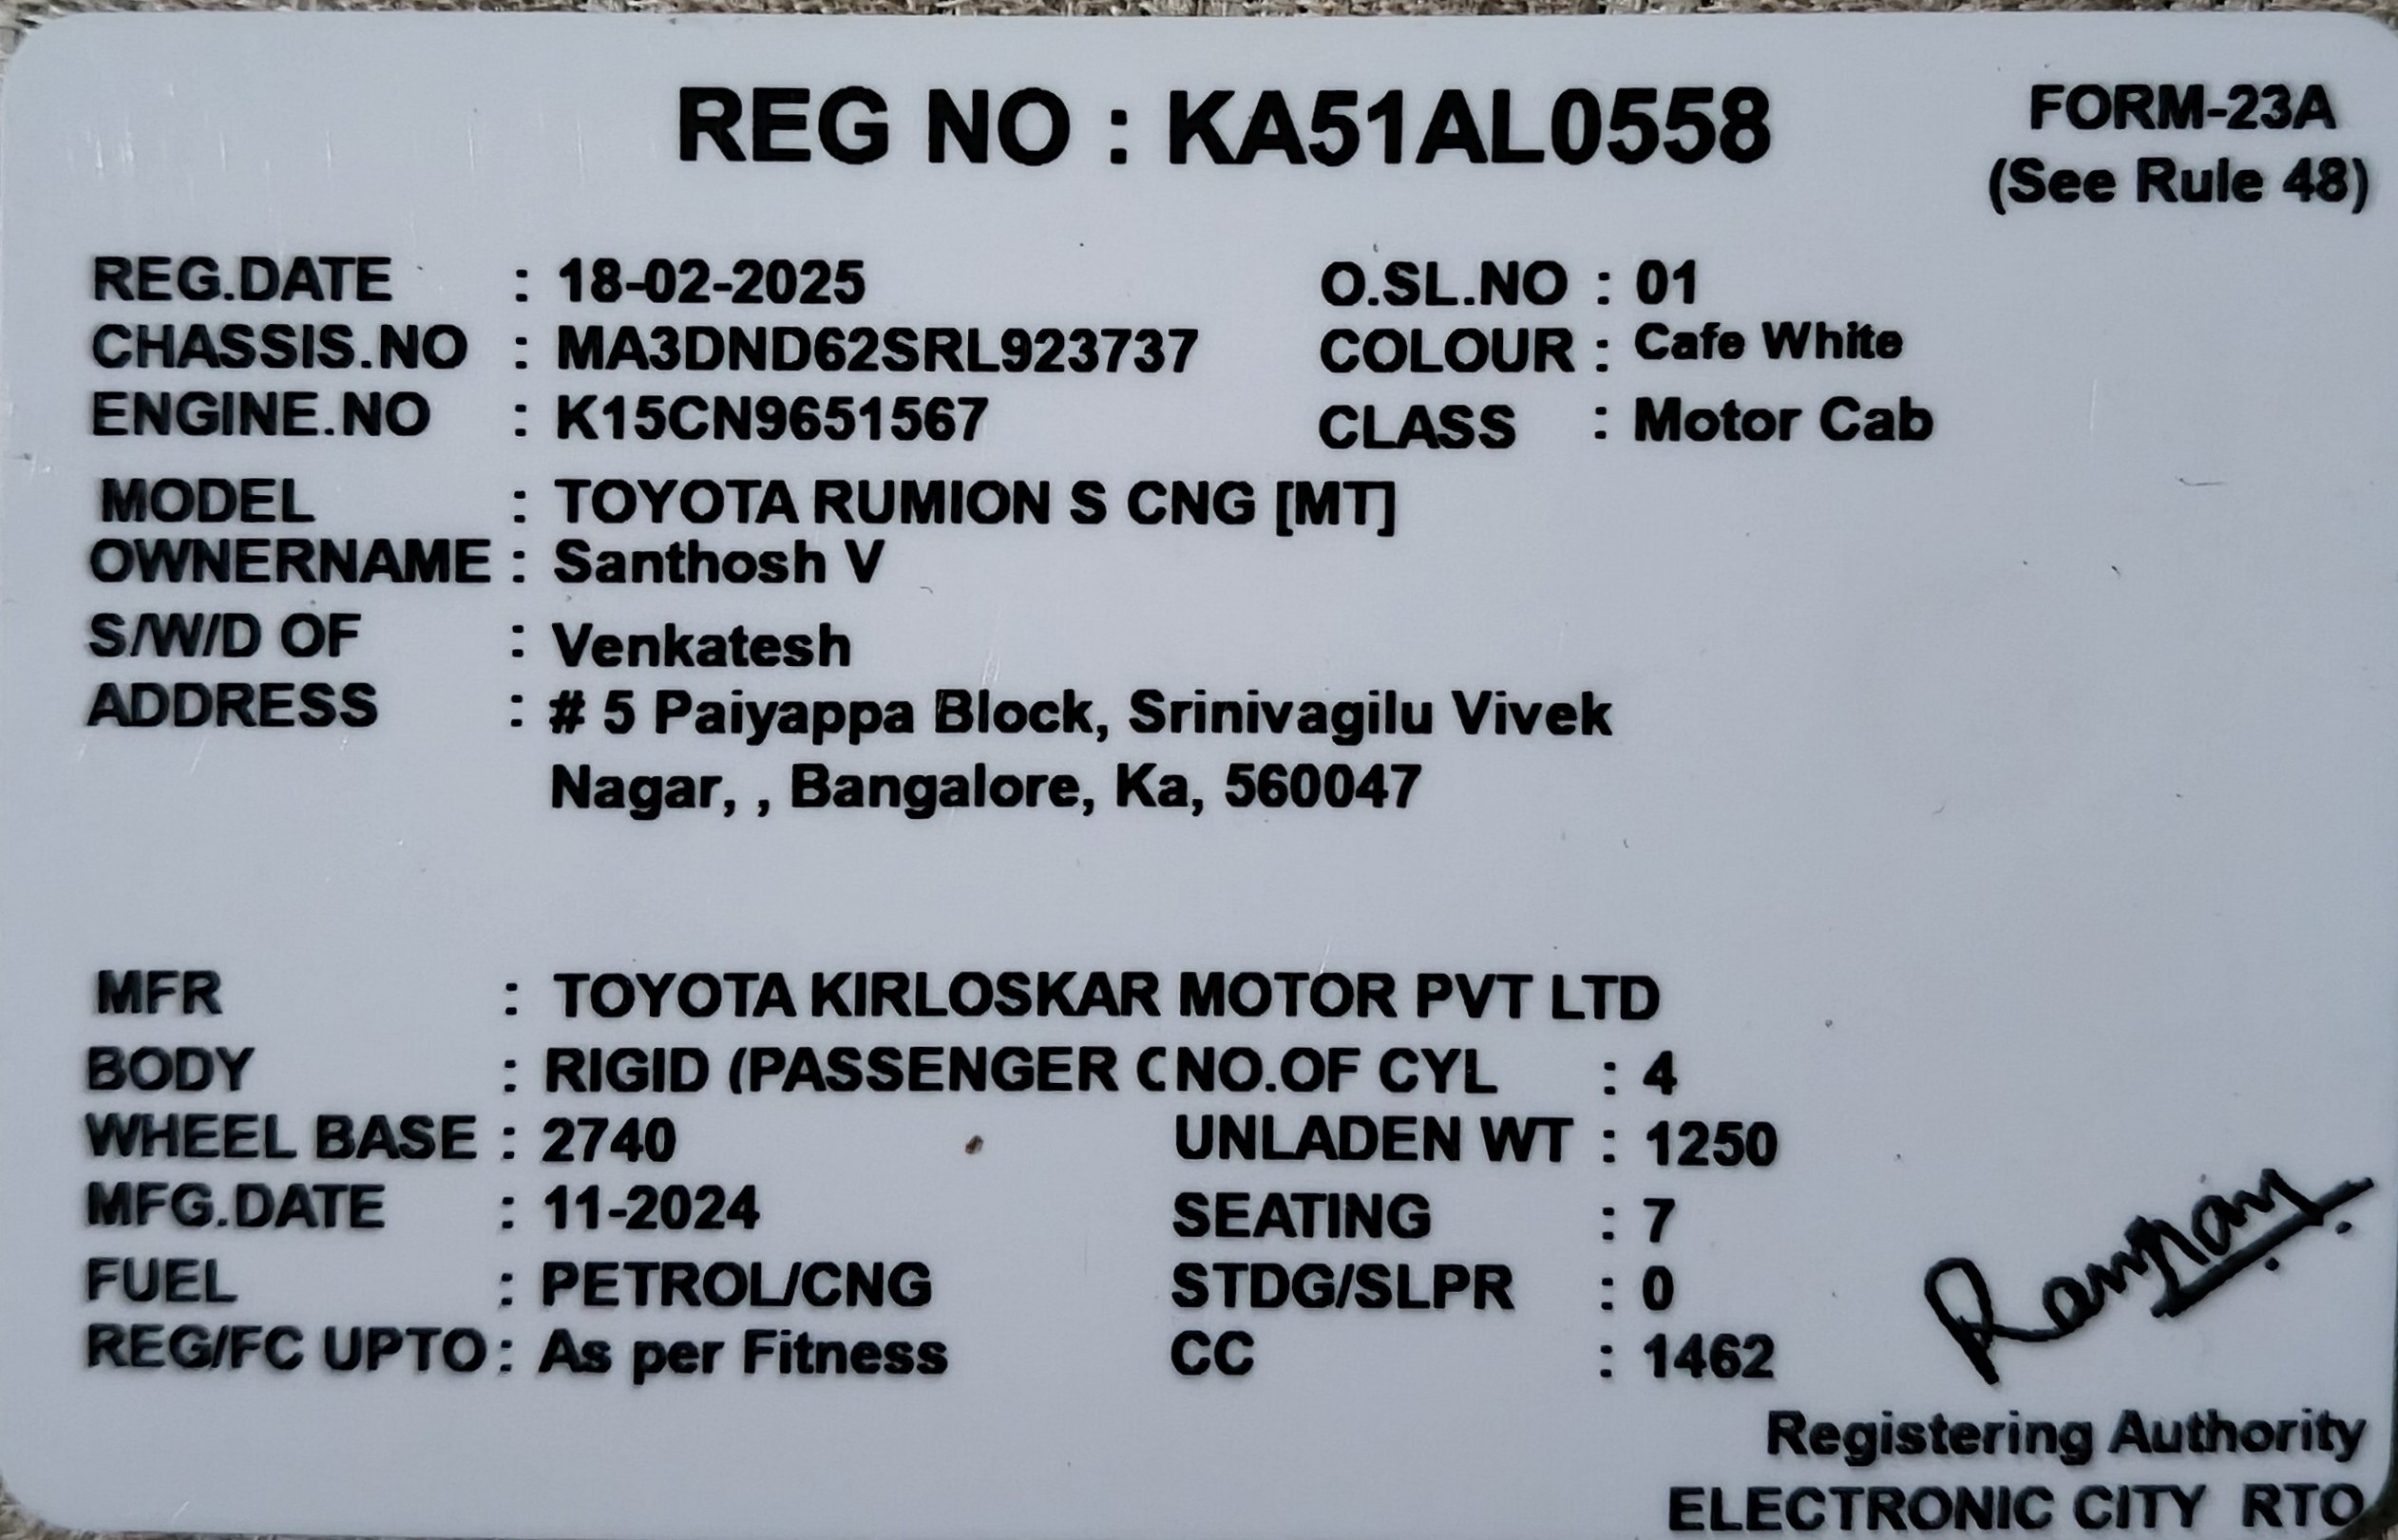 REG NO : KA51AL0558
FORM-23A
(See Rule 48)
REG.DATE : 18-02-2025 O.SL.NO : 01
CHASSIS.NO : MA3DND62SRL923737 COLOUR : Cafe White
ENGINE.NO : K15CN9651567 CLASS : Motor Cab
MODEL : TOYOTA RUMION S CNG [MT]
OWNERNAME : Santhosh V
S/W/D OF : Venkatesh
ADDRESS : # 5 Paiyappa Block, Srinivagilu Vivek
Nagar, , Bangalore, Ka, 560047
MFR : TOYOTA KIRLOSKAR MOTOR PVT LTD
BODY : RIGID (PASSENGER C NO.OF CYL : 4
WHEEL BASE : 2740 UNLADEN WT : 1250
MFG.DATE : 11-2024 SEATING : 7
FUEL : PETROL/CNG STDG/SLPR : 0
REG/FC UPTO : As per Fitness CC : 1462
Registering Authority
ELECTRONIC CITY RTO